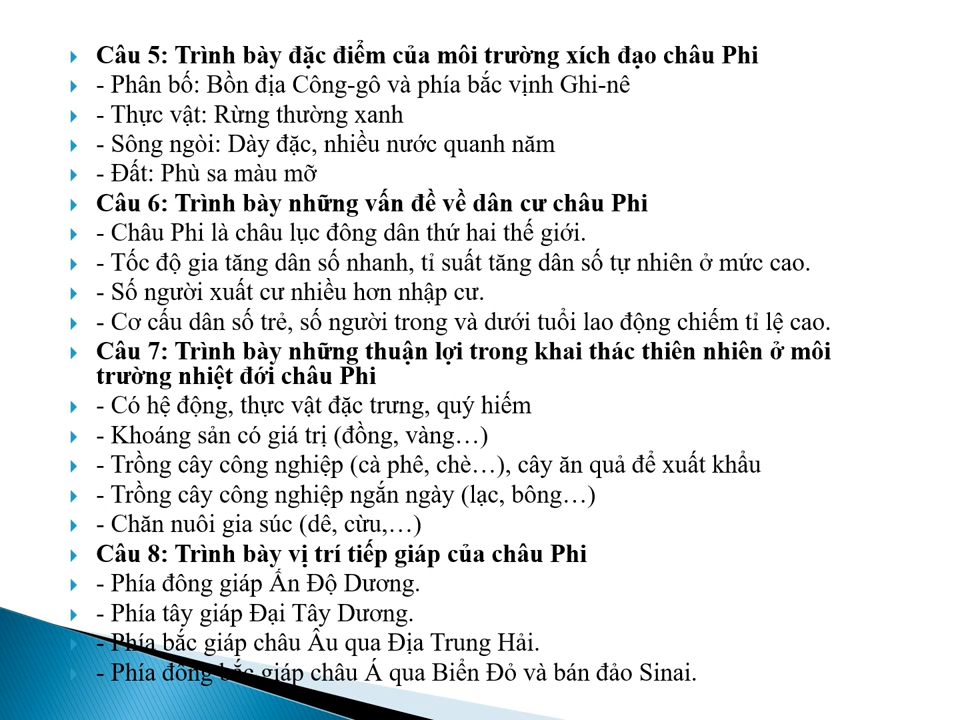 Câu 5: Trình bày đặc điểm của môi trường xích đạo châu Phi
- Phân bố: Bồn địa Công-gô và phía bắc vịnh Ghi-nê
- Thực vật: Rừng thường xanh
- Sông ngòi: Dày đặc, nhiều nước quanh năm
- Đất: Phù sa màu mỡ
Câu 6: Trình bày những vấn đề về dân cư châu Phi
- Châu Phi là châu lục đông dân thứ hai thế giới.
- Tốc độ gia tăng dân số nhanh, tỉ suất tăng dân số tự nhiên ở mức cao.
- Số người xuất cư nhiều hơn nhập cư.
- Cơ cấu dân số trẻ, số người trong và dưới tuổi lao động chiếm tỉ lệ cao.
Câu 7: Trình bày những thuận lợi trong khai thác thiên nhiên ở môi
trường nhiệt đới châu Phi
- Có hệ động, thực vật đặc trưng, quý hiếm
- Khoáng sản có giá trị (đồng, vàng…)
- Trồng cây công nghiệp (cà phê, chè…), cây ăn quả để xuất khẩu
- Trồng cây công nghiệp ngắn ngày (lạc, bông…)
- Chăn nuôi gia súc (dê, cừu,…)
Câu 8: Trình bày vị trí tiếp giáp của châu Phi
- Phía đông giáp Ấn Độ Dương.
- Phía tây giáp Đại Tây Dương.
- Phía bắc giáp châu Âu qua Địa Trung Hải.
- Phía đông bắc giáp châu Á qua Biển Đỏ và bán đảo Sinai.